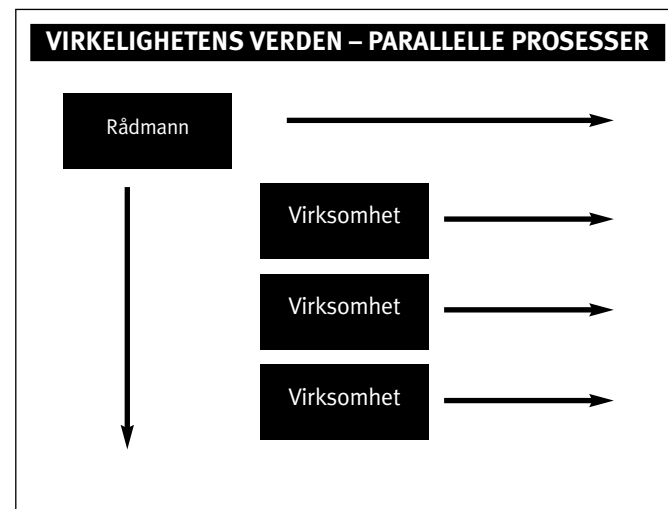 VIRKELIGHETENS VERDEN – PARALLELLE PROSESSER
Rådmann
Virksomhet
Virksomhet
Virksomhet